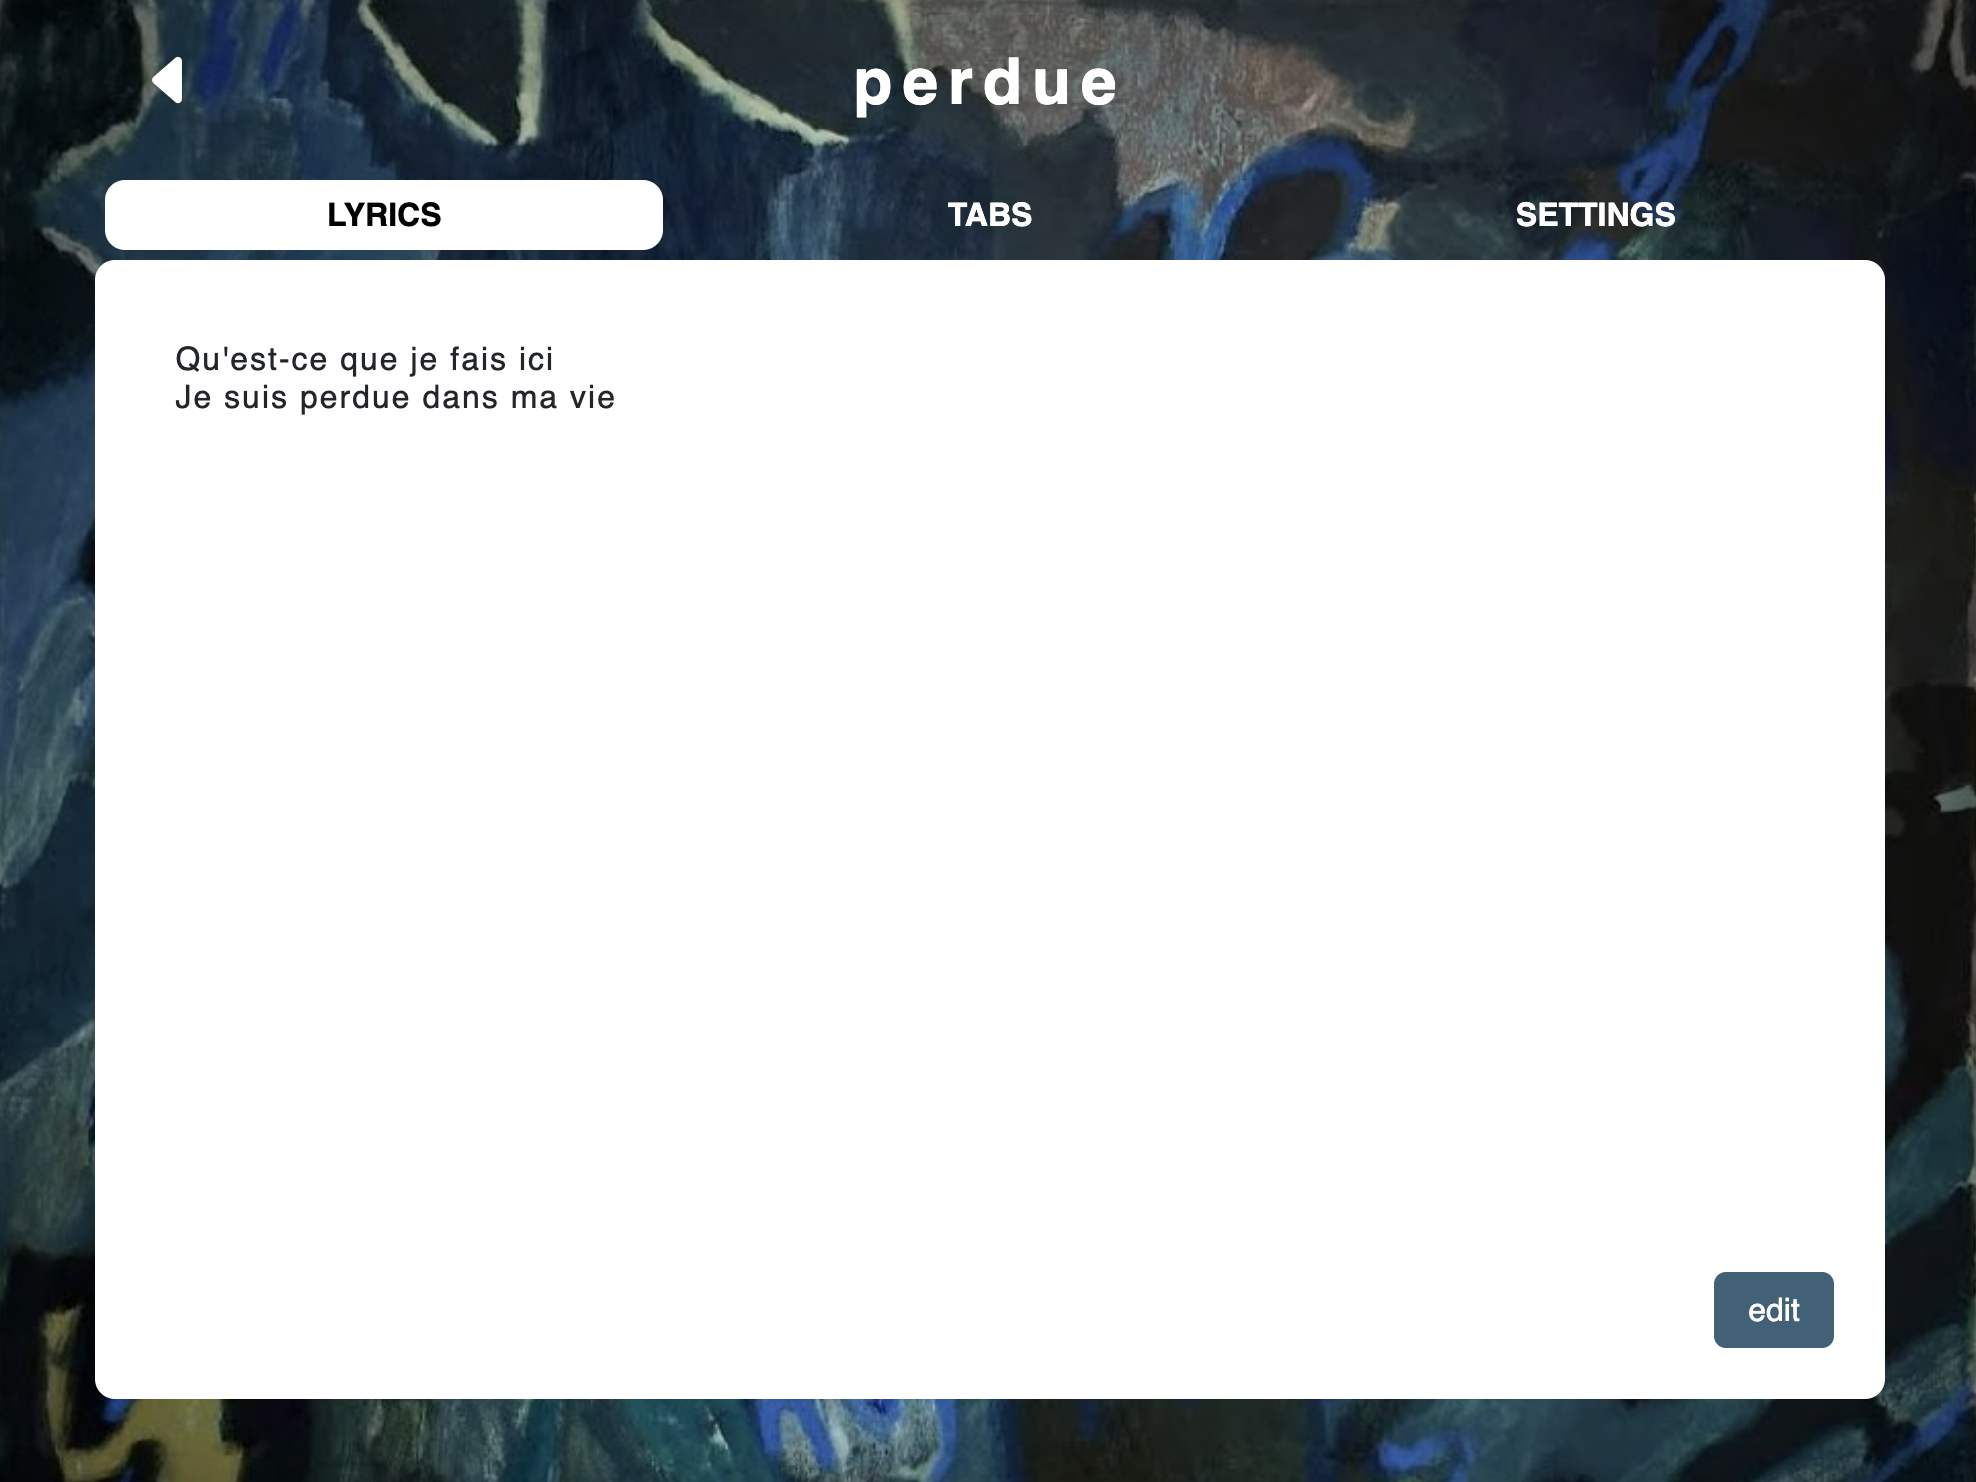 perdue
LYRICS
TABS
SETTINGS
Qu'est-ce que je fais ici
Je suis perdue dans ma vie
edit